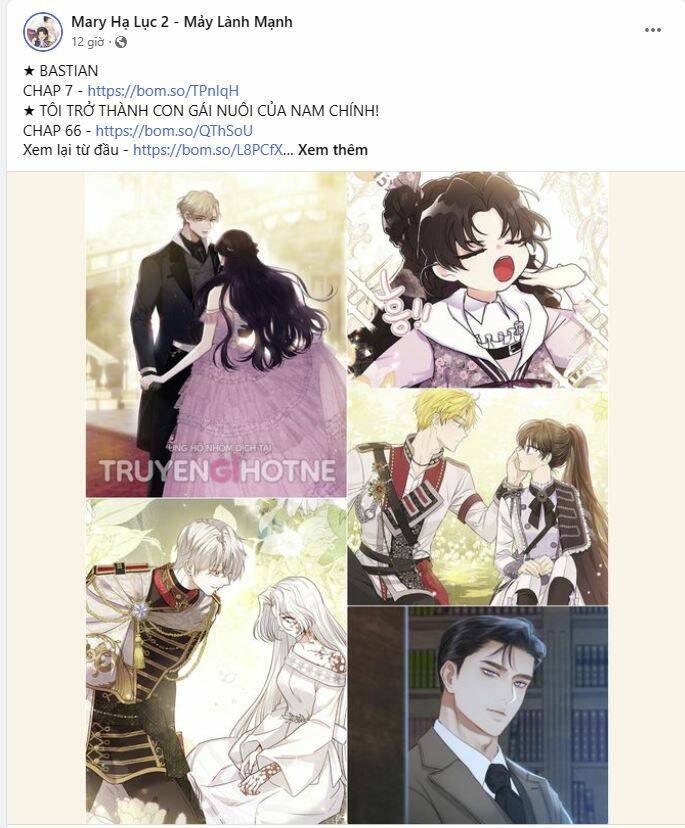 Mary Hạ Lục 2 - Mảy Lành Mạnh
12 giờ ·
★ BASTIAN
CHAP 7 - https://bom.so/TPnlqH
★ TÔI TRỞ THÀNH CON GÁI NUÔI CỦA NAM CHÍNH!
CHAP 66 - https://bom.so/QThSoU
Xem lại từ đầu - https://bom.so/L8PCfX... Xem thêm
ỦNG HỘ NHÓM DỊCH TẠI
TRUYENGIHOTNE